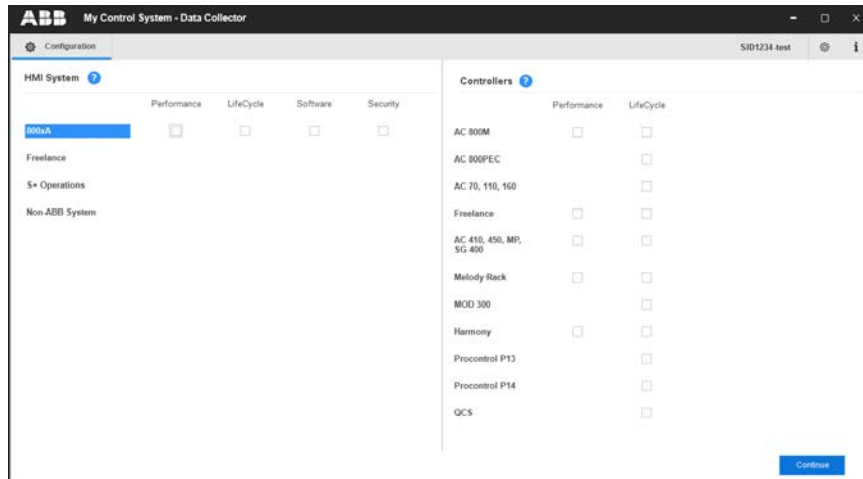 ABB My Control System - Data Collector
Configuration SID1234-test i
HMI System ?
Performance LifeCycle Software Security
800xA
Freelance
S+ Operations
Non-ABB System
Controllers ?
Performance LifeCycle
AC 800M
AC 800PEC
AC 70, 110, 160
Freelance
AC 410, 450, MP,
SG 400
Melody Rack
MOD 300
Harmony
Procontrol P13
Procontrol P14
QCS
Continue